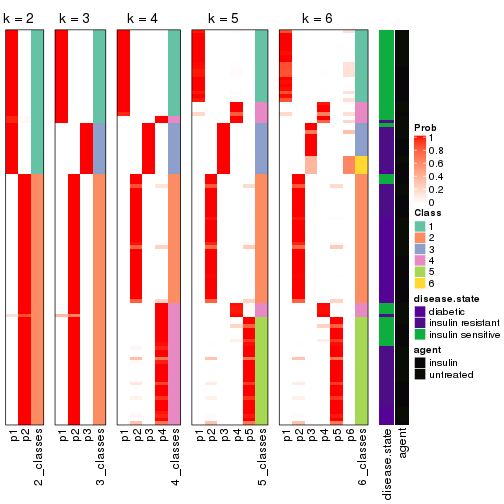 k = 2 k = 3 k = 4 k = 5 k = 6
Prob
1
0.8
0.6
0.4
0.2
0
Class
1
2
3
4
5
6
disease.state
diabetic
insulin resistant
insulin sensitive
agent
insulin
untreated
p1 p2 2_classes p1 p2 p3 3_classes p1 p2 p3 p4 4_classes p1 p2 p3 p4 p5 5_classes p1 p2 p3 p4 p5 p6 6_classes disease.state agent